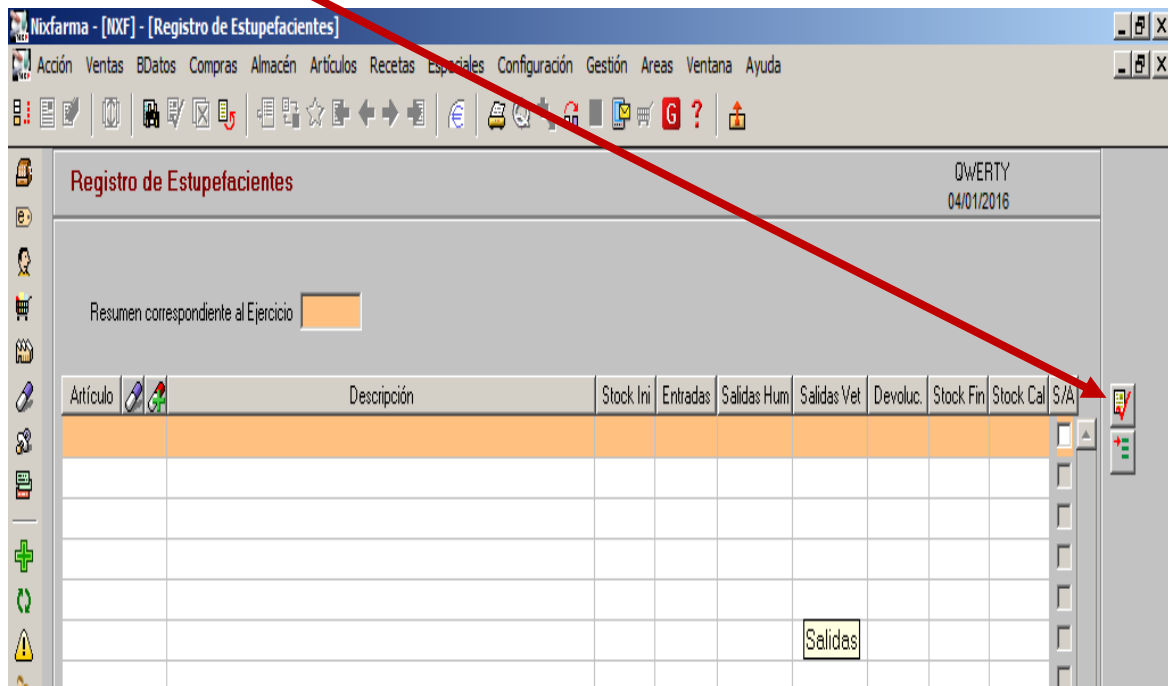 Nixfarma - [NXF] - [Registro de Estupefacientes]
Acción Ventas BDatos Compras Almacén Artículos Recetas Especiales Configuración Gestión Areas Ventana Ayuda
G ?
Registro de Estupefacientes
QWERTY
04/01/2016
Resumen correspondiente al Ejercicio
Artículo Descripción Stock Ini Entradas Salidas Hum Salidas Vet Devoluc. Stock Fin Stock Cal S/A
Salidas